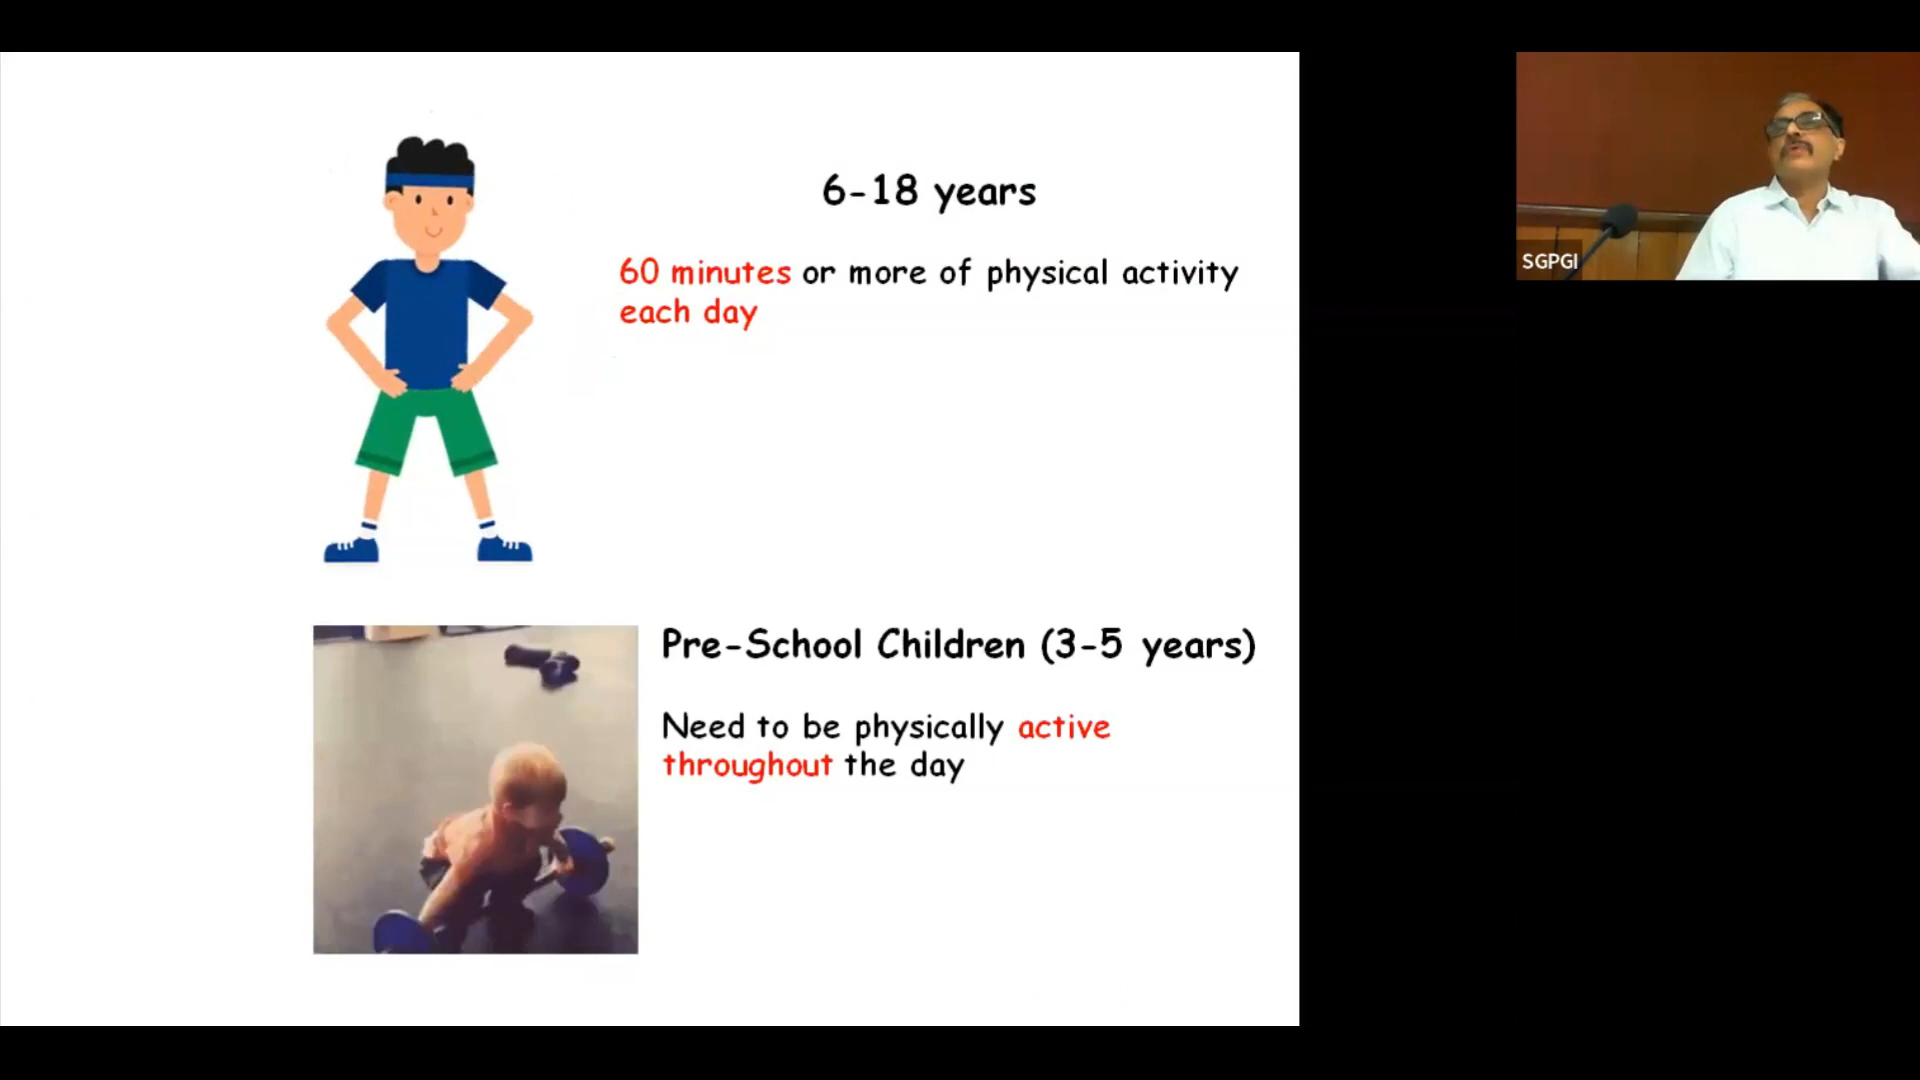 6-18 years
60 minutes or more of physical activity
each day
SGPGI
Pre-School Children (3-5 years)
Need to be physically active
throughout the day